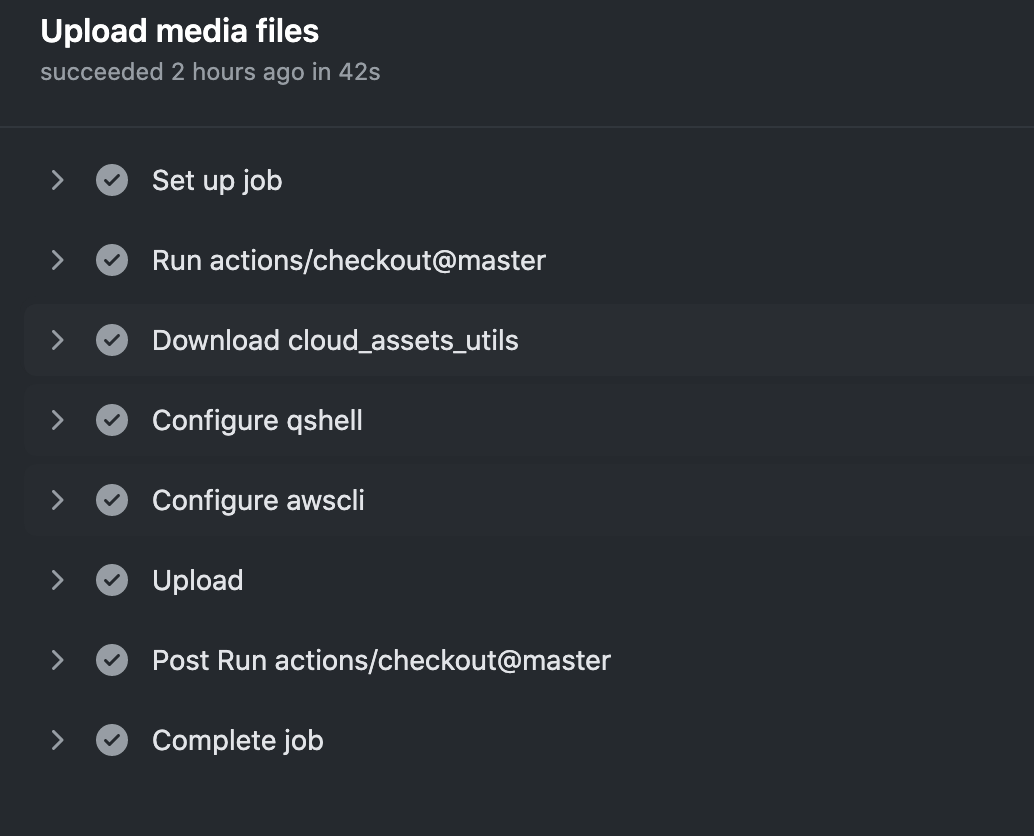 Upload media files
succeeded 2 hours ago in 42s
Set up job
Run actions/checkout@master
Download cloud_assets_utils
Configure qshell
Configure awscli
Upload
Post Run actions/checkout@master
Complete job